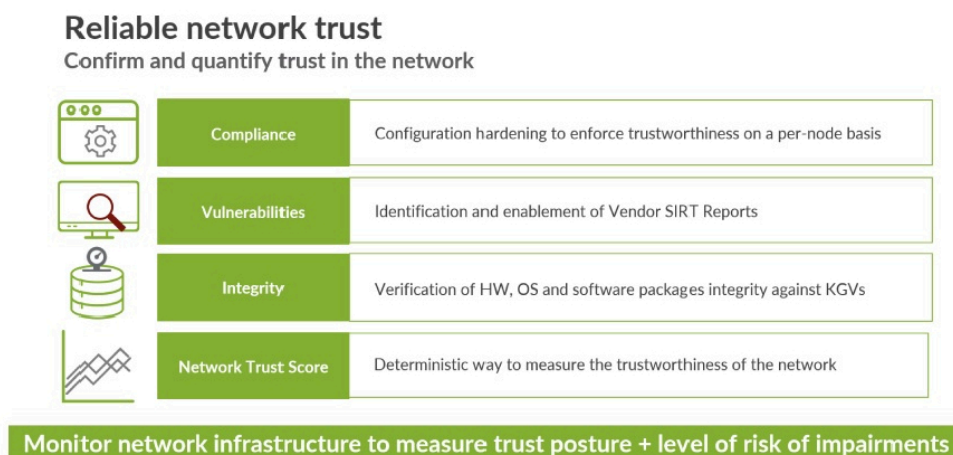 Reliable network trust
Confirm and quantify trust in the network
Compliance
Configuration hardening to enforce trustworthiness on a per-node basis
Vulnerabilities
Identification and enablement of Vendor SIRT Reports
Integrity
Verification of HW, OS and software packages integrity against KGVs
Network Trust Score
Deterministic way to measure the trustworthiness of the network
Monitor network infrastructure to measure trust posture + level of risk of impairments